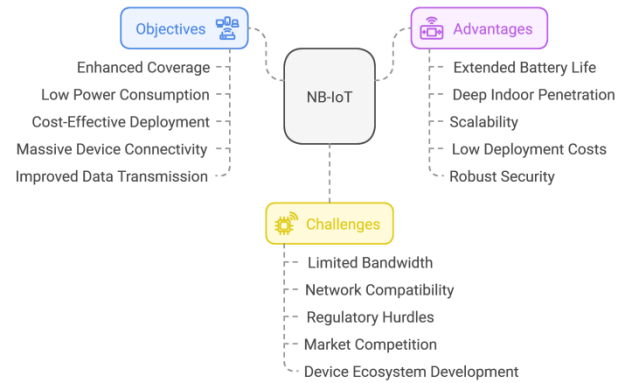 Objectives
Enhanced Coverage
Low Power Consumption
Cost-Effective Deployment
Massive Device Connectivity
Improved Data Transmission
NB-IoT
Advantages
Extended Battery Life
Deep Indoor Penetration
Scalability
Low Deployment Costs
Robust Security
Challenges
Limited Bandwidth
Network Compatibility
Regulatory Hurdles
Market Competition
Device Ecosystem Development